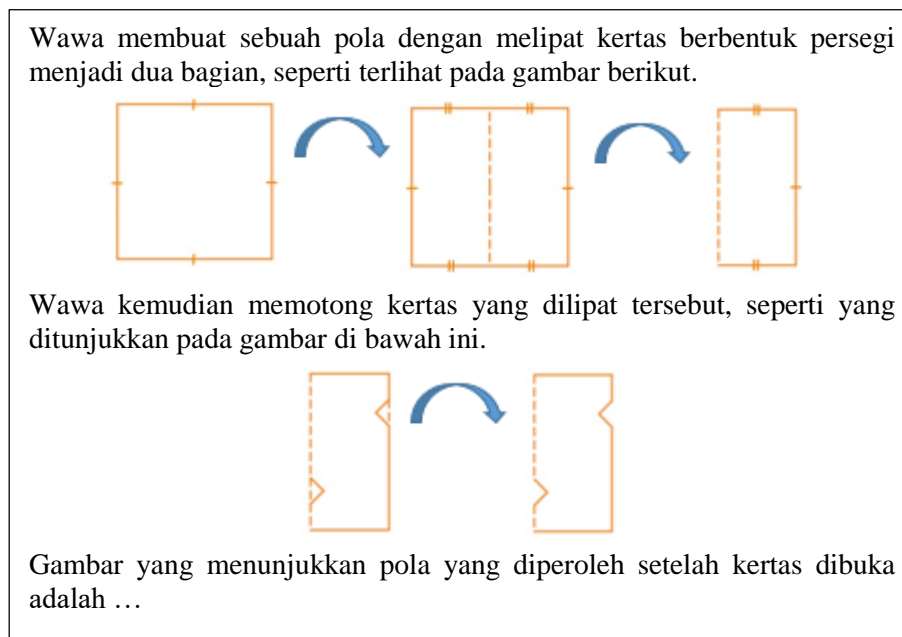 Wawa membuat sebuah pola dengan melipat kertas berbentuk persegi
menjadi dua bagian, seperti terlihat pada gambar berikut.
Wawa kemudian memotong kertas yang dilipat tersebut, seperti yang
ditunjukkan pada gambar di bawah ini.
Gambar yang menunjukkan pola yang diperoleh setelah kertas dibuka
adalah …